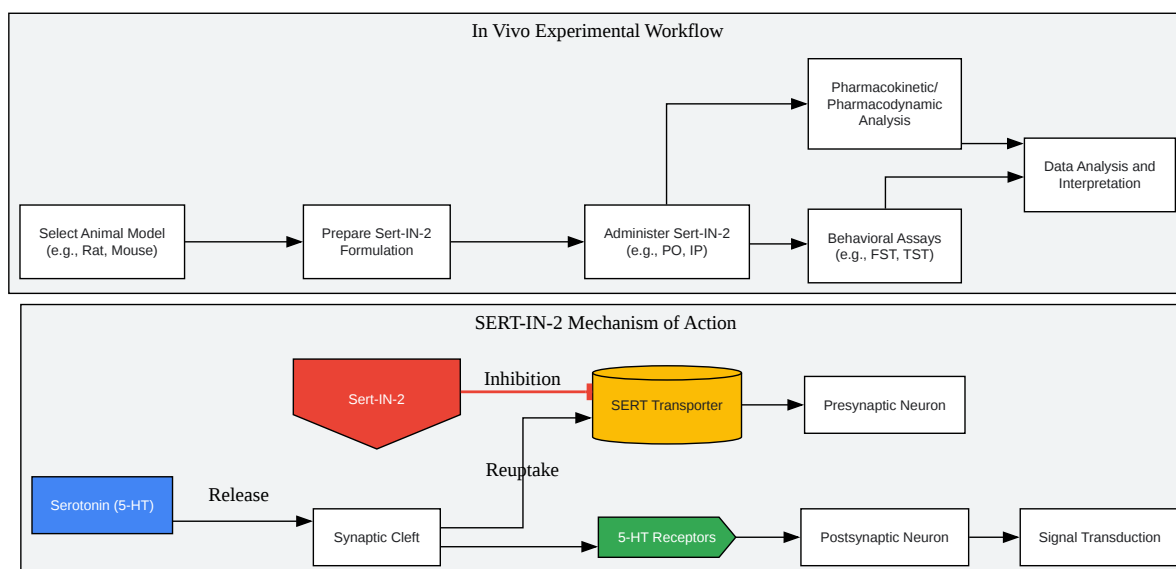 In Vivo Experimental Workflow
Pharmacokinetic/
Pharmacodynamic
Analysis
Data Analysis and
Interpretation
Select Animal Model
(e.g., Rat, Mouse)
Prepare Sert-IN-2
Formulation
Administer Sert-IN-2
(e.g., PO, IP)
Behavioral Assays
(e.g., FST, TST)
SERT-IN-2 Mechanism of Action
Sert-IN-2
Inhibition
SERT Transporter
Presynaptic Neuron
Reuptake
Serotonin (5-HT)
Release
Synaptic Cleft
5-HT Receptors
Postsynaptic Neuron
Signal Transduction